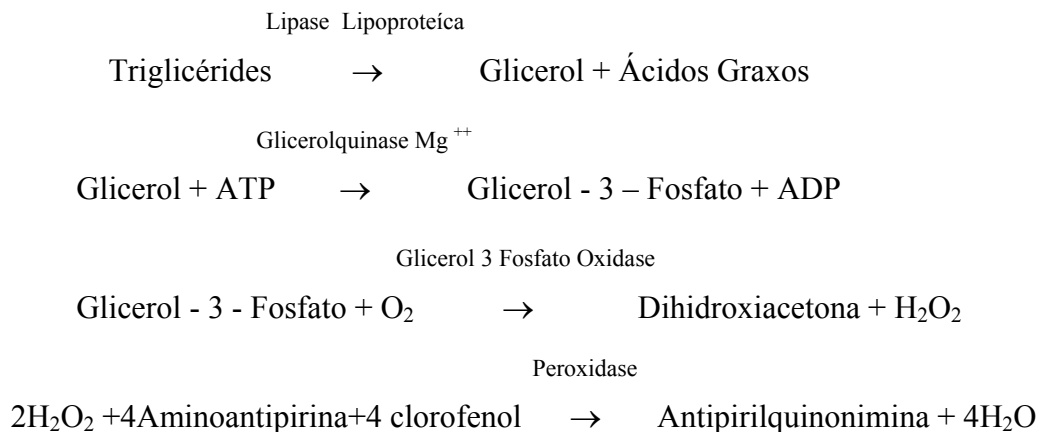 Lipase Lipoproteíca
Triglicérides → Glicerol + Ácidos Graxos
Glicerolquinase Mg ++
Glicerol + ATP → Glicerol - 3 – Fosfato + ADP
Glicerol 3 Fosfato Oxidase
Glicerol - 3 - Fosfato + O₂ → Dihidroxiacetona + H₂O₂
Peroxidase
2H₂O₂ +4Aminoantipirina+4 clorofenol → Antipirilquinonimina + 4H₂O